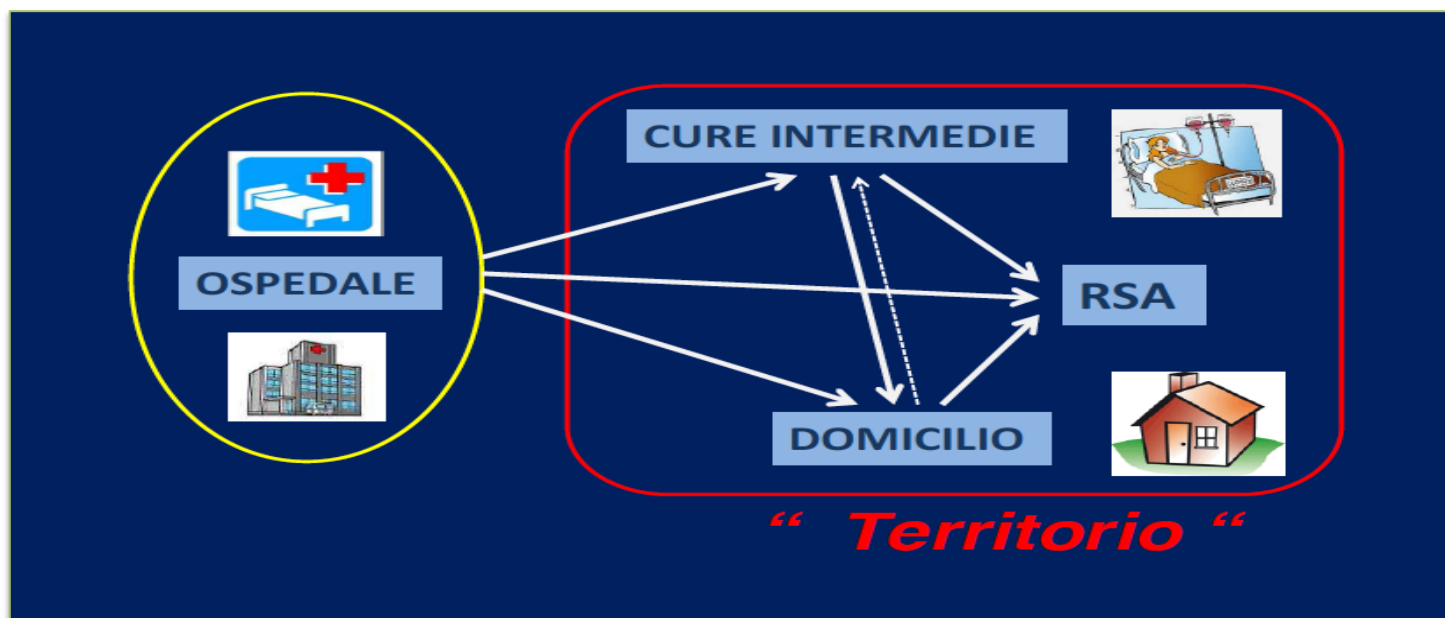 CURE INTERMEDIE
OSPEDALE
RSA
DOMICILIO
“ Territorio “